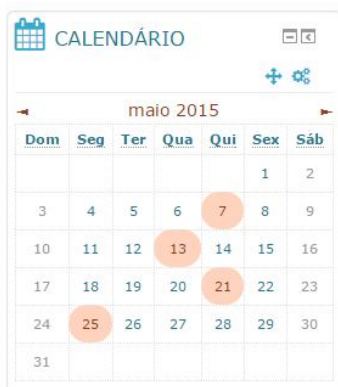 CALENDÁRIO
◄ maio 2015 ►
Dom Seg Ter Qua Qui Sex Sáb
1 2
3 4 5 6 7 8 9
10 11 12 13 14 15 16
17 18 19 20 21 22 23
24 25 26 27 28 29 30
31